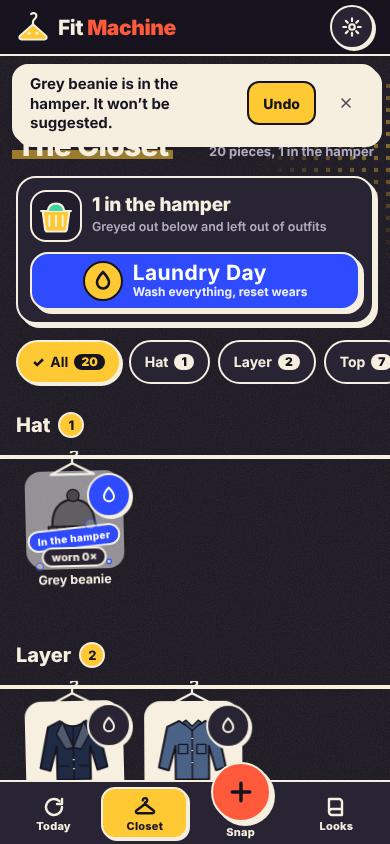 Fit Machine
Grey beanie is in the
hamper. It won't be
suggested.
Undo
The Closet
20 pieces, 1 in the hamper
1 in the hamper
Greyed out below and left out of outfits
Laundry Day
Wash everything, reset wears
All 20
Hat 1
Layer 2
Top 7
Hat 1
In the hamper
worn 0×
Grey beanie
Layer 2
Today
Closet
Snap
Looks